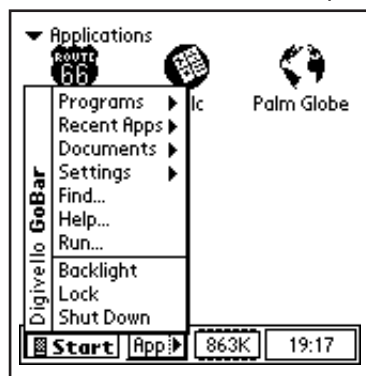 Applications
ROUTE
66
lc
Palm Globe
Digivello GoBar
Programs
Recent Apps
Documents
Settings
Find...
Help...
Run...
Backlight
Lock
Shut Down
Start
App
863K
19:17